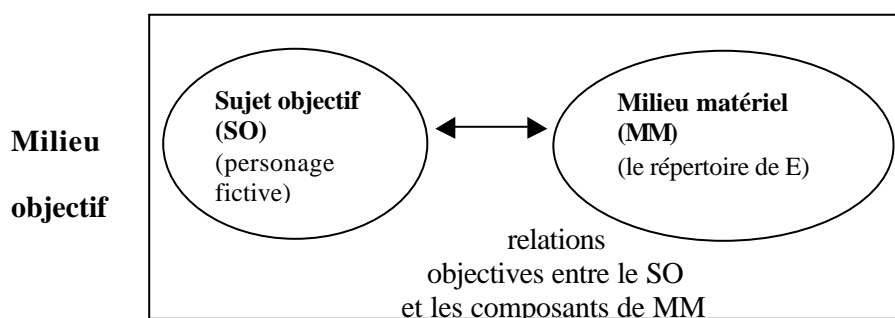 Milieu
objectif
Sujet objectif
(SO)
(personage
fictive)
Milieu matériel
(MM)
(le répertoire de E)
relations
objectives entre le SO
et les composants de MM